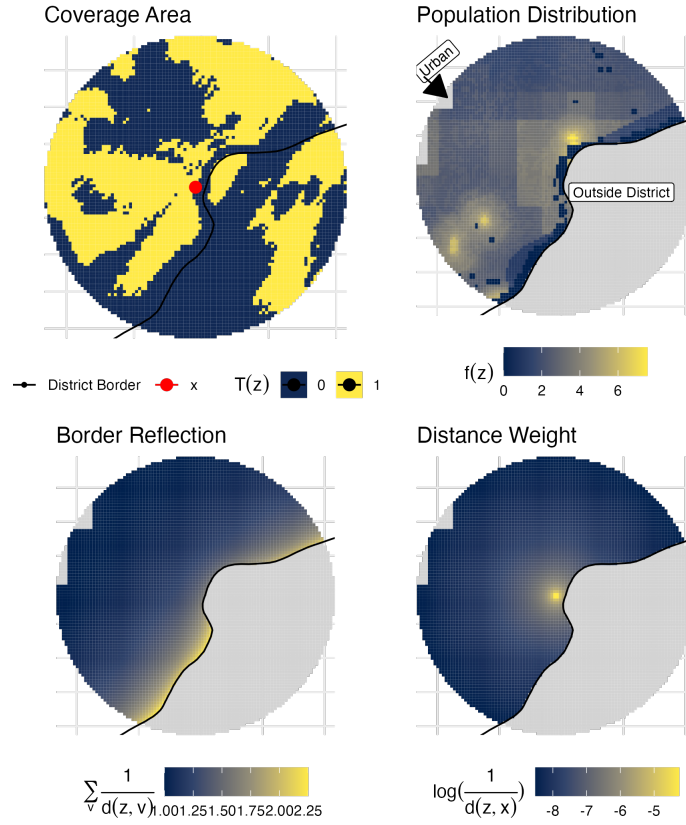 Coverage Area
Population Distribution
Urban
Outside District
District Border
x
T(z)
0
1
f(z)
0 2 4 6
Border Reflection
Distance Weight
∑
v
1
d(z, v)
1.001.251.501.752.002.25
log(1/d(z, x))
-8 -7 -6 -5